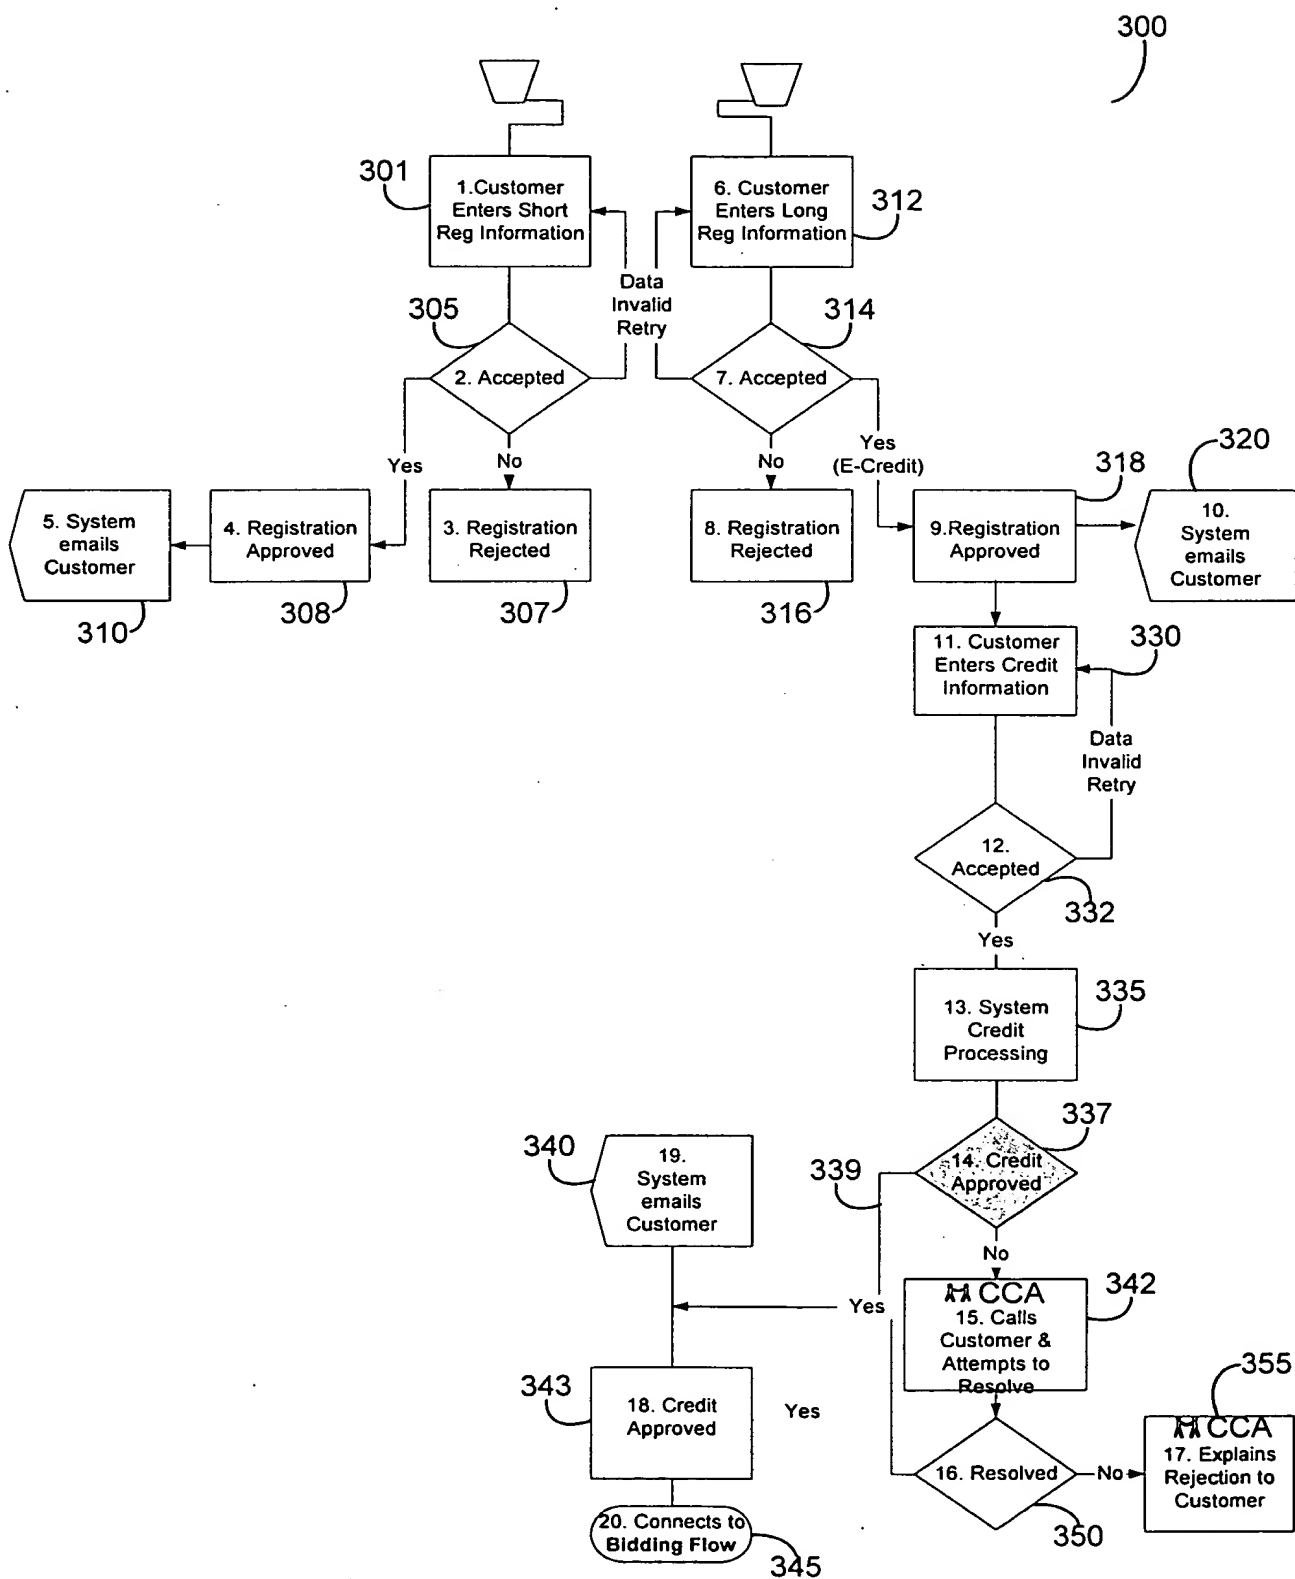 300
301
1.Customer
Enters Short
Reg Information
6. Customer
Enters Long
Reg Information
312
Data
Invalid
Retry
305
2. Accepted
314
7. Accepted
Yes
No
No
Yes
(E-Credit)
320
318
5. System
emails
Customer
4. Registration
Approved
3. Registration
Rejected
8. Registration
Rejected
9.Registration
Approved
10.
System
emails
Customer
310
308
307
316
11. Customer
Enters Credit
Information
330
Data
Invalid
Retry
12.
Accepted
332
Yes
13. System
Credit
Processing
335
337
14. Credit
Approved
339
340
19.
System
emails
Customer
No
Yes
CCA
15. Calls
Customer &
Attempts to
Resolve
342
343
18. Credit
Approved
Yes
355
CCA
17. Explains
Rejection to
Customer
16. Resolved
No
350
20. Connects to
Bidding Flow
345